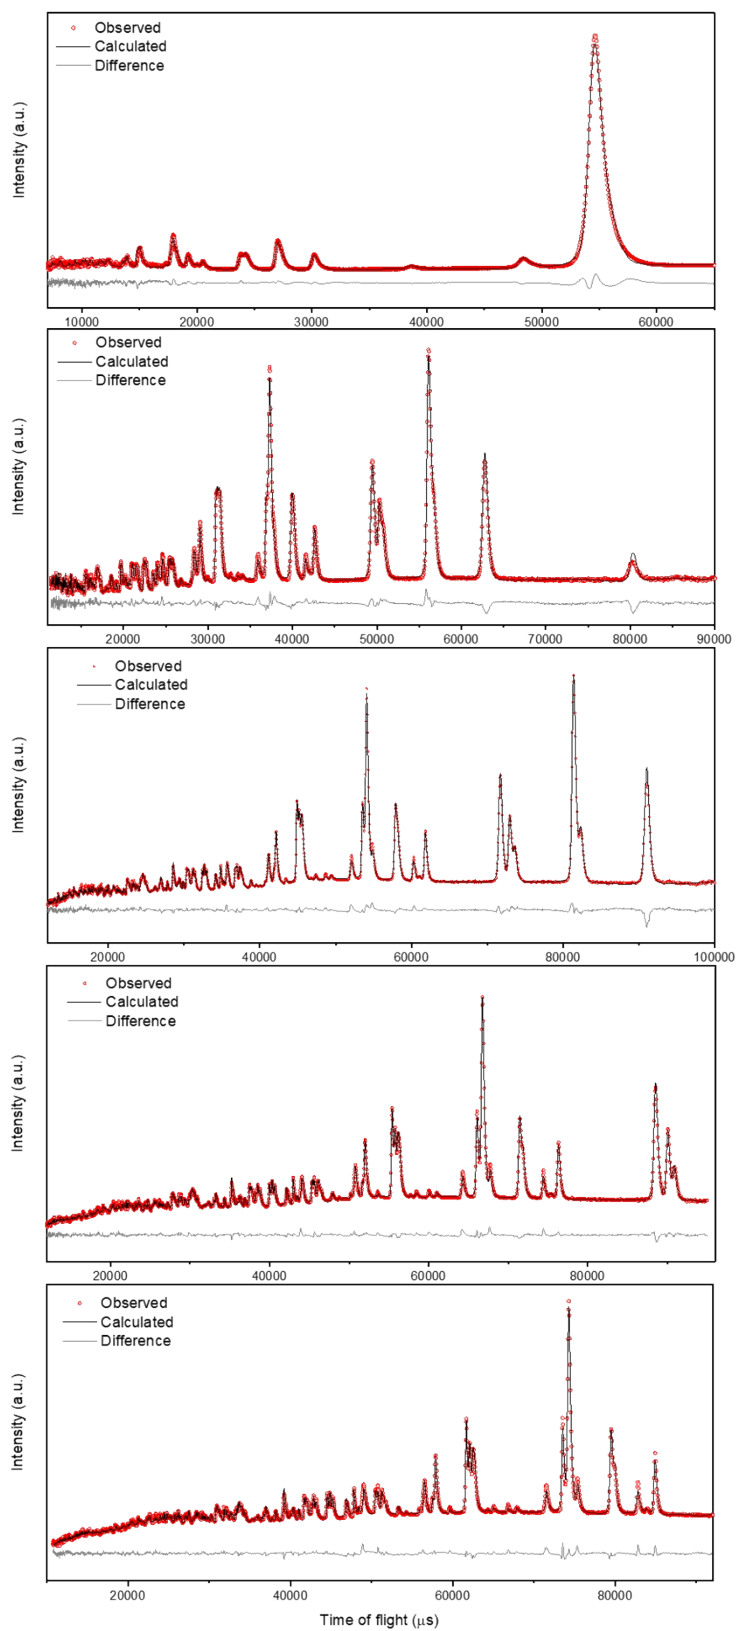 Observed
Calculated
Difference
Intensity (a.u.)
10000 20000 30000 40000 50000 60000
Observed
Calculated
Difference
Intensity (a.u.)
20000 30000 40000 50000 60000 70000 80000 90000
Observed
Calculated
Difference
Intensity (a.u.)
20000 40000 60000 80000 100000
Observed
Calculated
Difference
Intensity (a.u.)
20000 40000 60000 80000
Observed
Calculated
Difference
Intensity (a.u.)
20000 40000 60000 80000
Time of flight (μs)